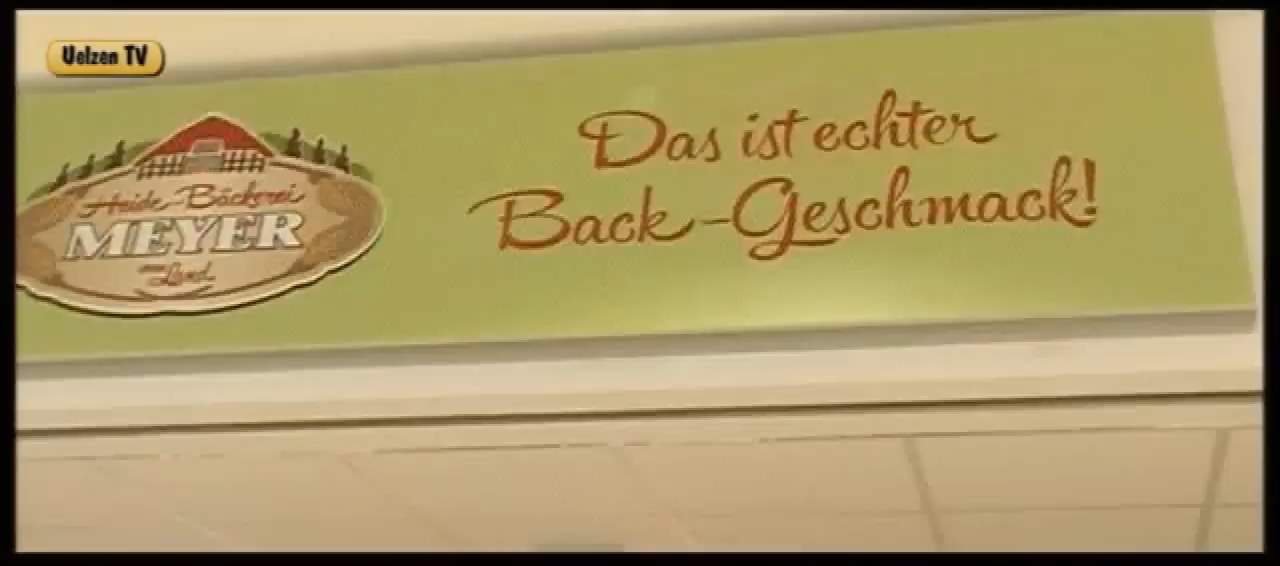 Uelzen TV
Heide-Bäckerei
MEYER
Land
Das ist echter
Back-Geschmack!